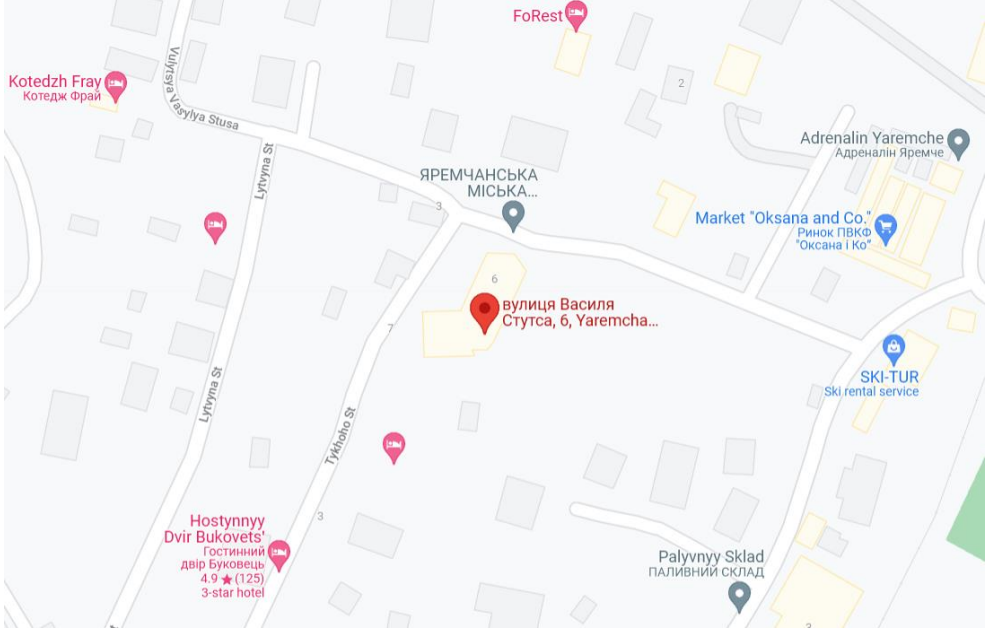 FoRest
Kotedzh Fray
Котедж Фрай
Vulytsya Vasylya Stusa
2
Adrenalin Yaremche
Адреналін Яремче
Lytvyna St
ЯРЕМЧАНСЬКА
МІСЬКА...
3
Market "Oksana and Co."
Ринок ПВКФ
"Оксана і Ко"
6
вулиця Василя
Стутса, 6, Yaremcha...
7
SKI-TUR
Ski rental service
Lytvyna St
Tykhoho St
3
Hostynnyy
Dvir Bukovets'
Гостинний
двір Буковець
4.9 ★ (125)
3-star hotel
Palyvnyy Sklad
ПАЛИВНИЙ СКЛАД
3